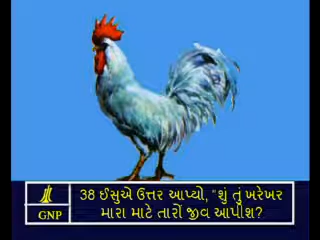 38 ઈસુએ ઉત્તર આપ્યો, "શું તું ખરેખર
મારા માટે તારો જીવ આપીશ?
GNP